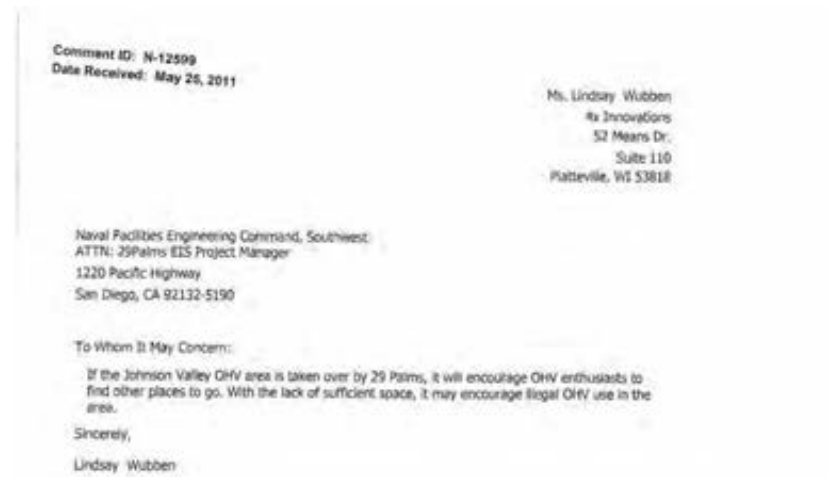 Comment ID: N-12599
Date Received: May 26, 2011
Ms. Lindsay Wubben
4x Innovations
52 Means Dr.
Suite 110
Platteville, WI 53818
Naval Facilities Engineering Command, Southwest
ATTN: 29Palms EIS Project Manager
1220 Pacific Highway
San Diego, CA 92132-5190
To Whom It May Concern:
If the Johnson Valley OHV area is taken over by 29 Palms, it will encourage OHV enthusiasts to
find other places to go. With the lack of sufficient space, it may encourage illegal OHV use in the
area.
Sincerely,
Lindsay Wubben